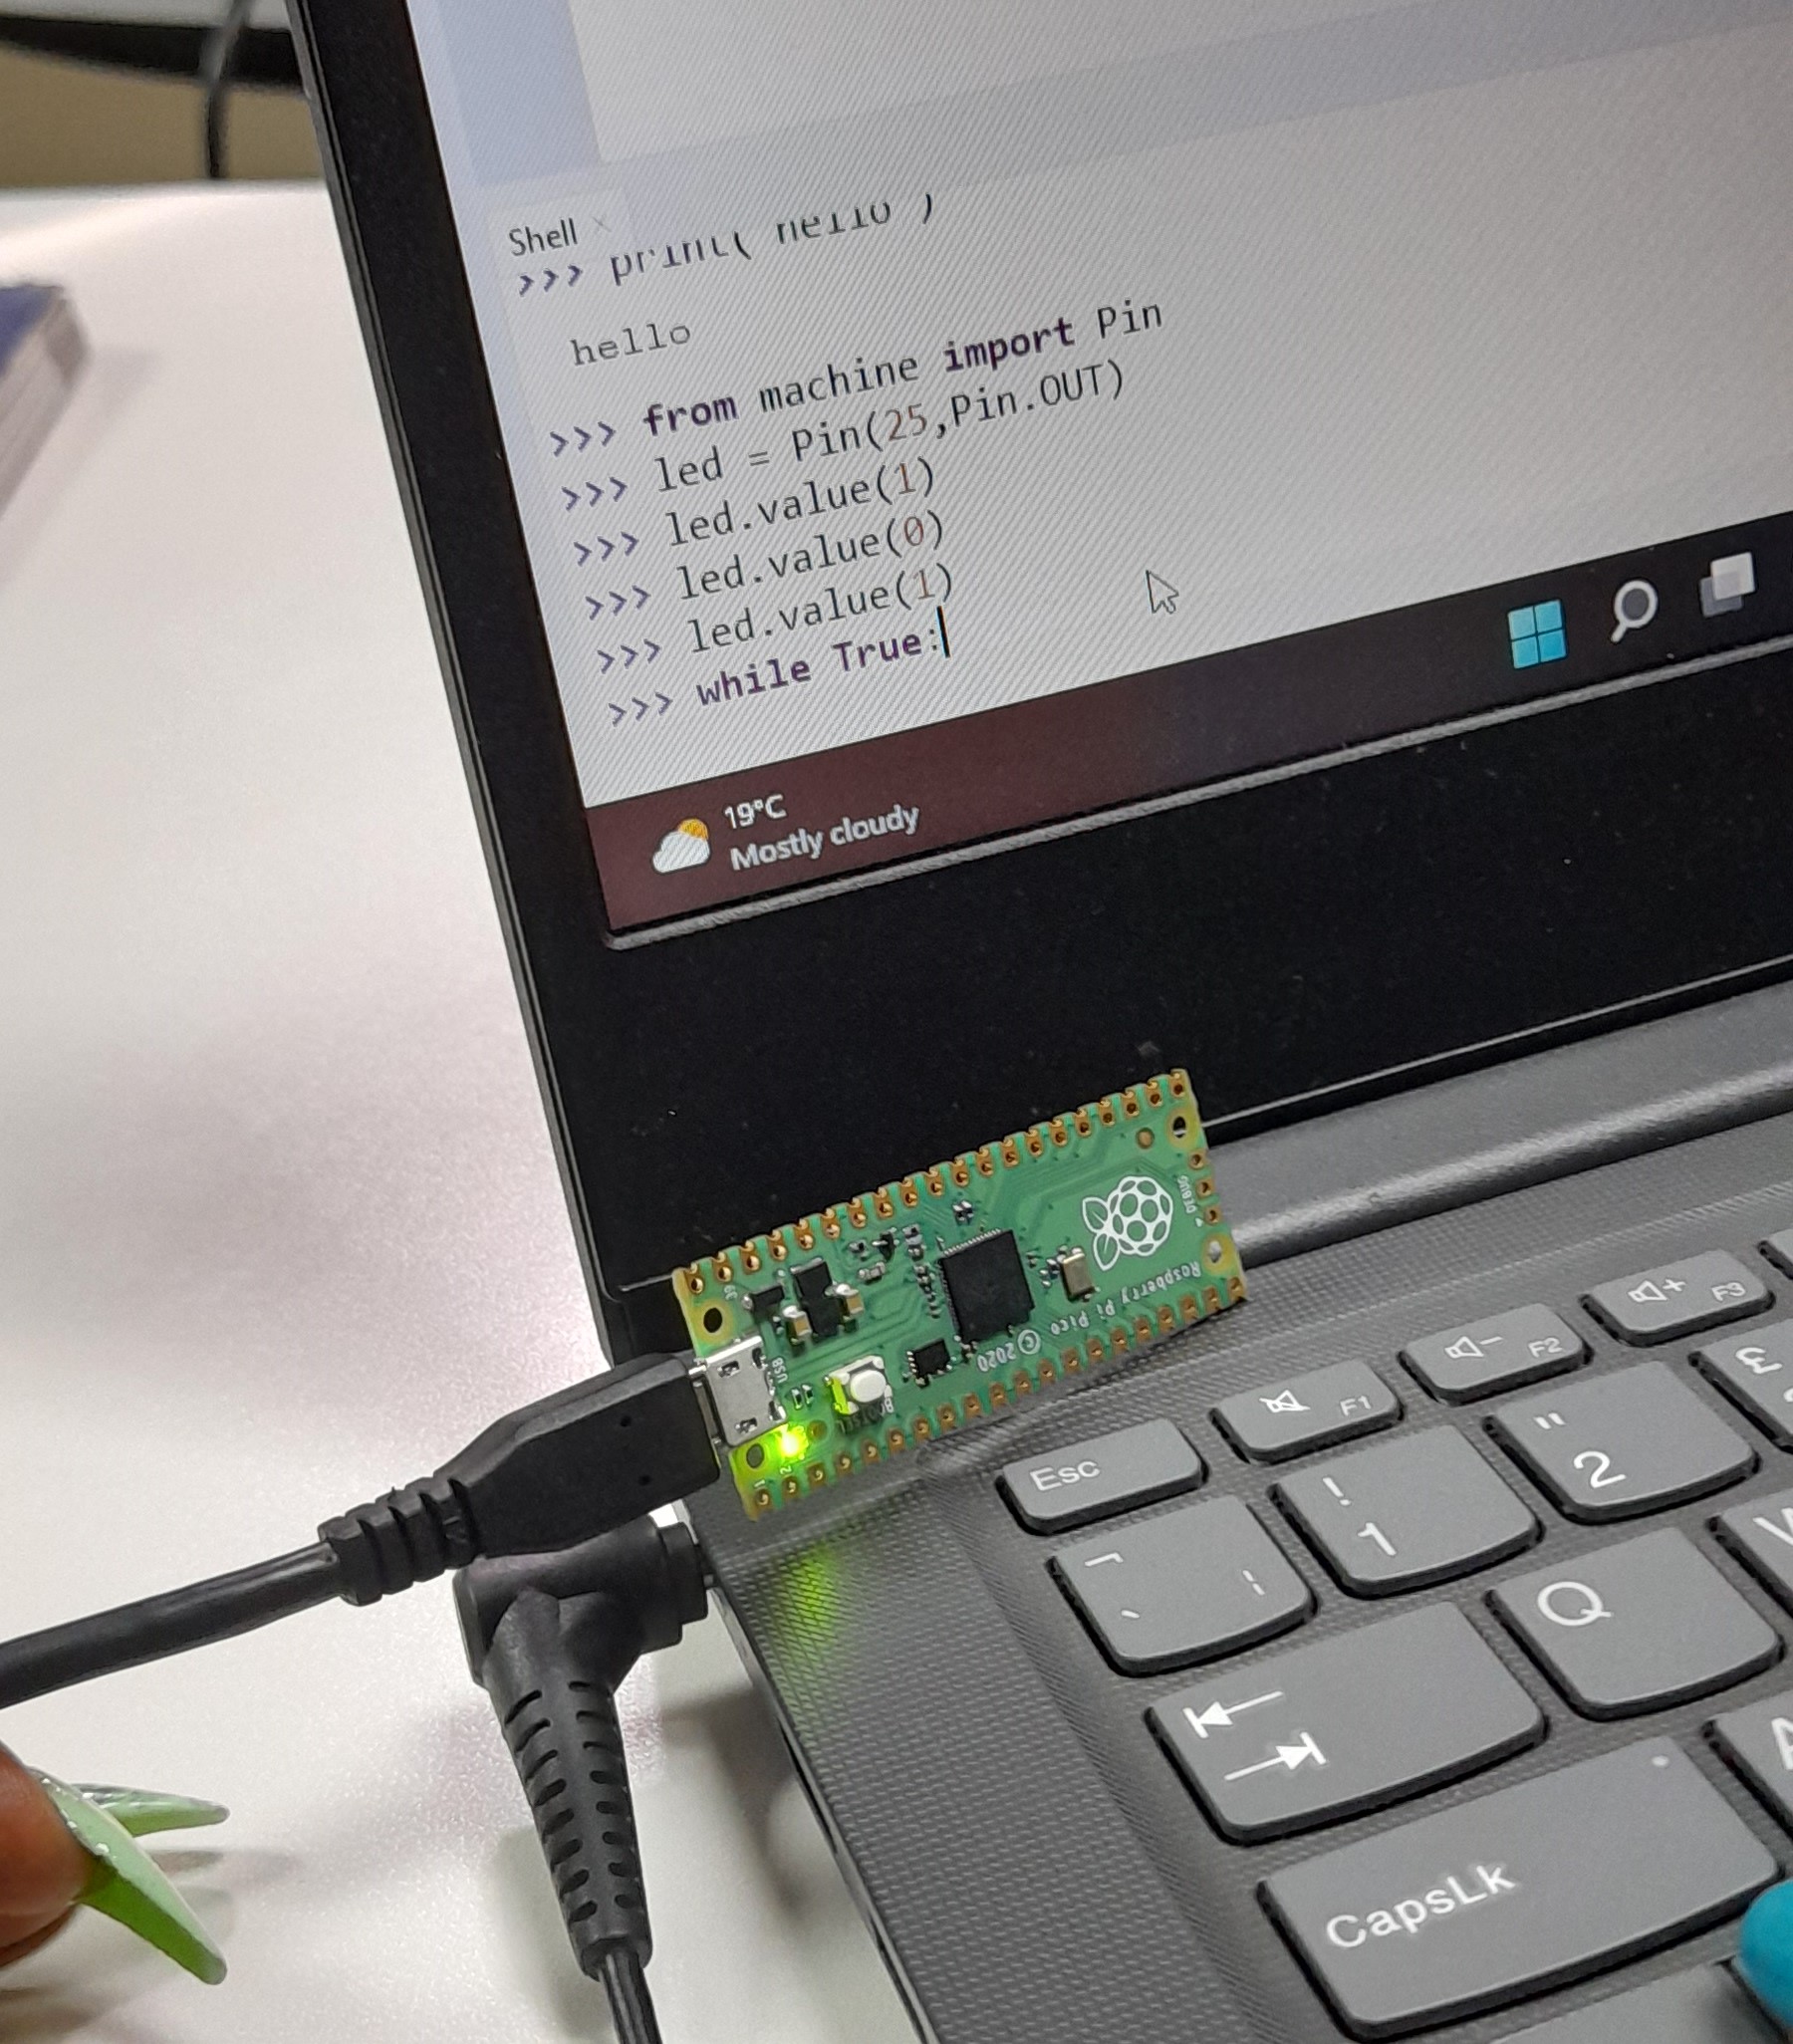 Shell
>>> print( hello )
hello
>>> from machine import Pin
>>> led = Pin(25,Pin.OUT)
>>> led.value(1)
>>> led.value(0)
>>> led.value(1)
>>> while True:
19°C
Mostly cloudy
DEBUG
Raspberry Pi Pico © 2020
USB
39
2
1
Esc
F1
F2
F3
¬
` ¦
!
1
"
2
£
Q
W
A
CapsLk